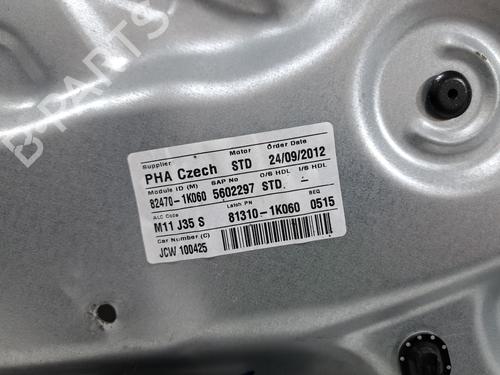 B-PARTS
Supplier Motor Order Date
PHA Czech STD 24/09/2012
Module ID (M) SAP No O/S HDL I/S HDL
82470-1K060 5602297 STD. -
ALC Code Latch PN SEQ
M11 J35 S 81310-1K060 0515
Car Number (C)
JCW 100425